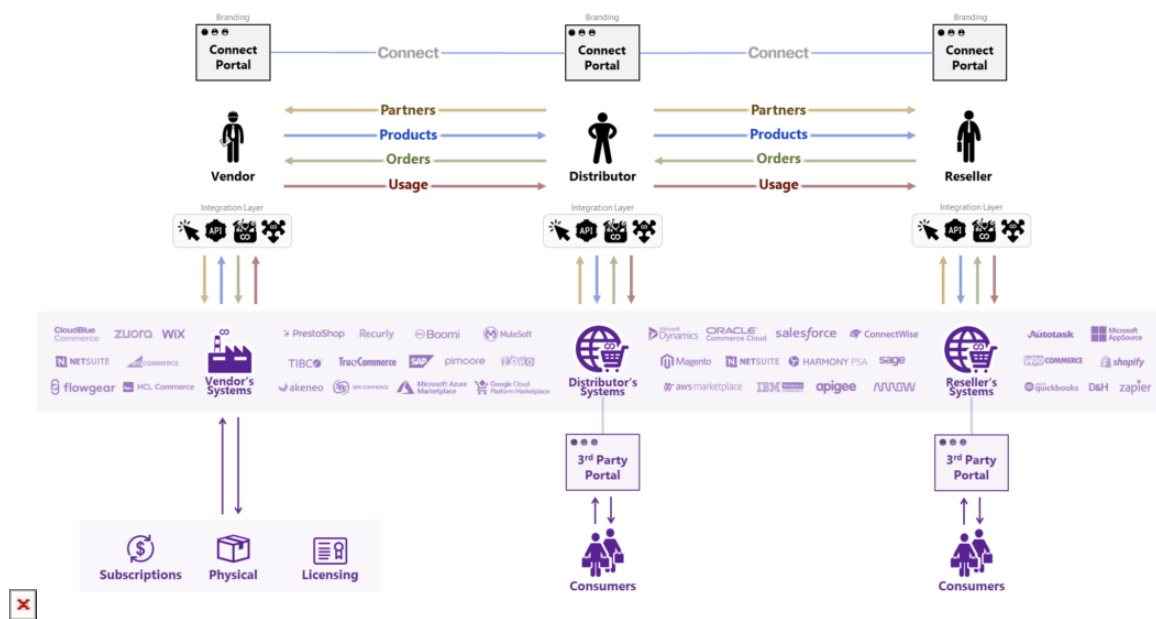 Branding
Branding
Branding
Connect
Portal
Connect
Connect
Portal
Connect
Connect
Portal
Partners
Partners
Products
Products
Orders
Orders
Vendor
Distributor
Reseller
Usage
Usage
Integration Layer
Integration Layer
Integration Layer
API
API
API
CloudBlue
Commerce
zuora
WiX
PrestaShop
Recurly
Boomi
MuleSoft
Microsoft
Dynamics
ORACLE
Commerce Cloud
salesforce
ConnectWise
Autotask
Microsoft
AppSource
NETSUITE
COMMERCE
TIBCO
TrueCommerce
SAP
pimcore
Magento
NETSUITE
HARMONY PSA
sage
WOO COMMERCE
shopify
flowgear
HCL Commerce
Vendor's
Systems
akeneo
SPS COMMERCE
Microsoft Azure
Marketplace
Google Cloud
Platform Marketplace
Distributor's
Systems
aws marketplace
IBM
apigee
ARROW
Reseller's
Systems
quickbooks
D&H
zapier
3rd Party
Portal
3rd Party
Portal
Subscriptions
Physical
Licensing
Consumers
Consumers